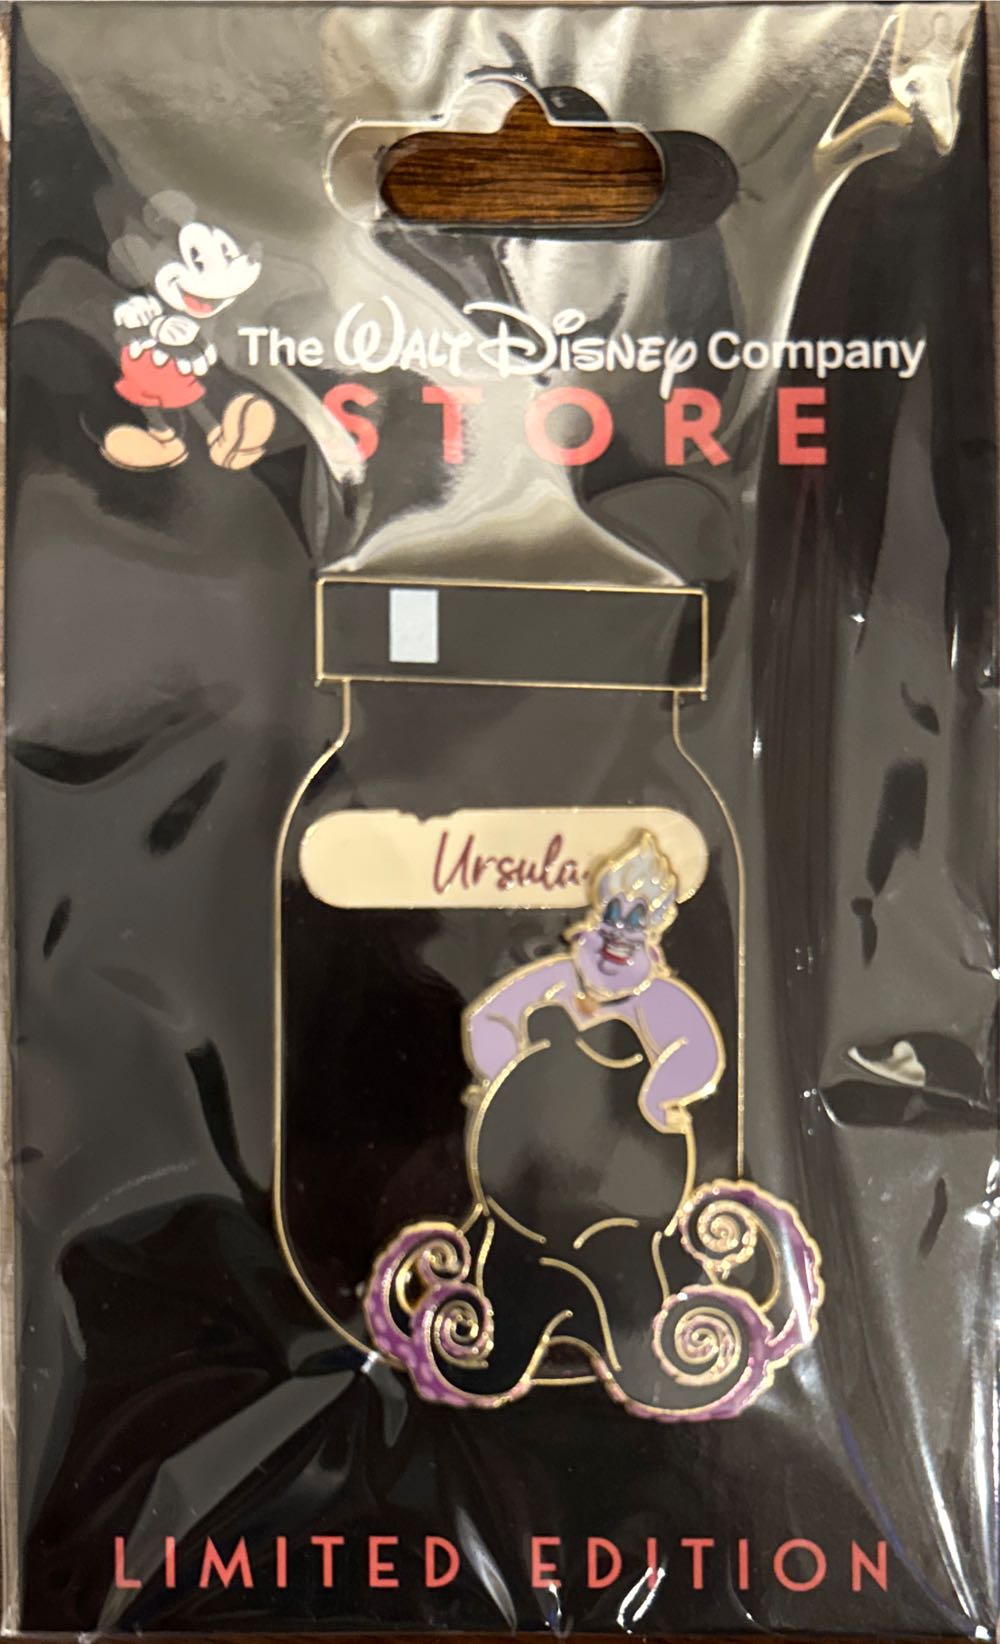 The WALT DISNEY Company
STORE
Ursula
LIMITED EDITION